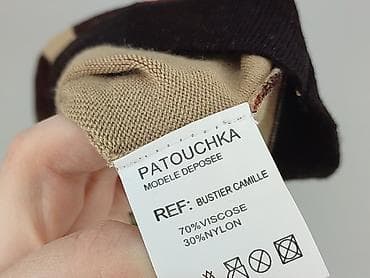 PATOUCHKA
MODELE DEPOSEE
REF: BUSTIER CAMILLE
70%VISCOSE
30%NYLON